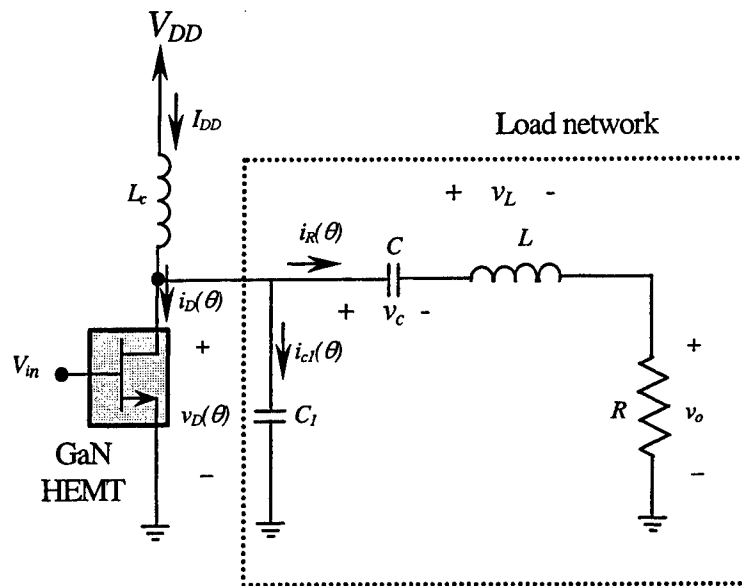 V_DD
I_DD
Load network
L_c
+ v_L -
i_R(θ)
C
L
i_D(θ)
+ v_c -
i_c1(θ)
V_in
+
+
v_D(θ)
C_1
R
v_o
-
-
GaN
HEMT